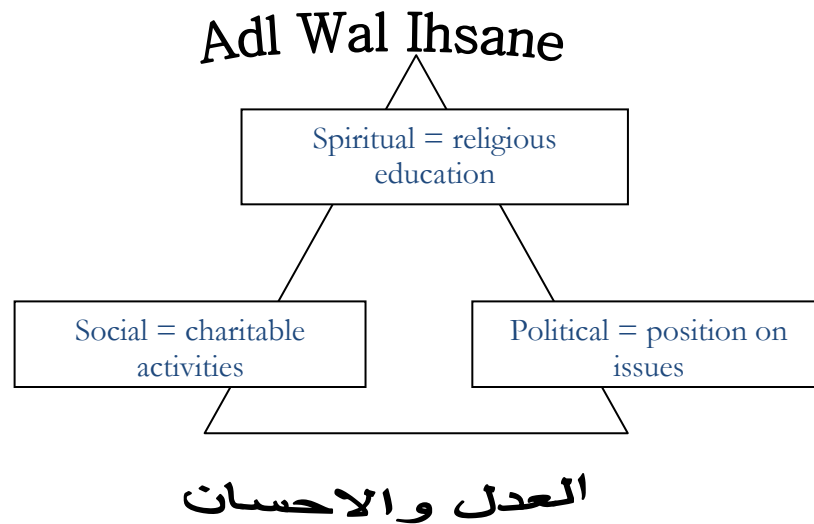 Adl Wal Ihsane
Spiritual = religious
education
Social = charitable
activities
Political = position on
issues
العدل والاحسان